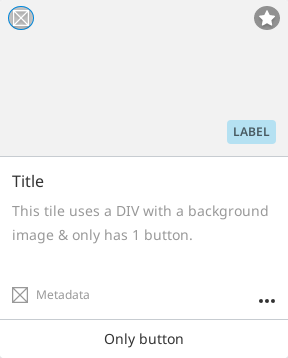 LABEL
Title
This tile uses a DIV with a background
image & only has 1 button.
Metadata
Only button